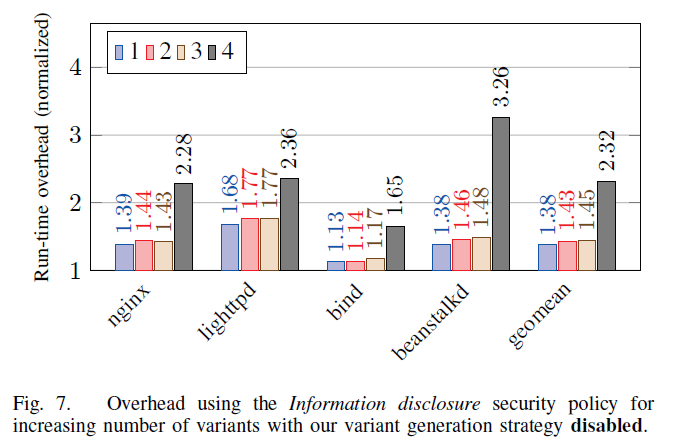 1 2 3 4
Run-time overhead (normalized)
4
3
2
1
1.39 1.44 1.43 2.28
1.68 1.77 1.77 2.36
1.13 1.14 1.17 1.65
1.38 1.46 1.48 3.26
1.38 1.43 1.45 2.32
nginx
lighttpd
bind
beanstalkd
geomean
Fig. 7. Overhead using the Information disclosure security policy for
increasing number of variants with our variant generation strategy disabled.